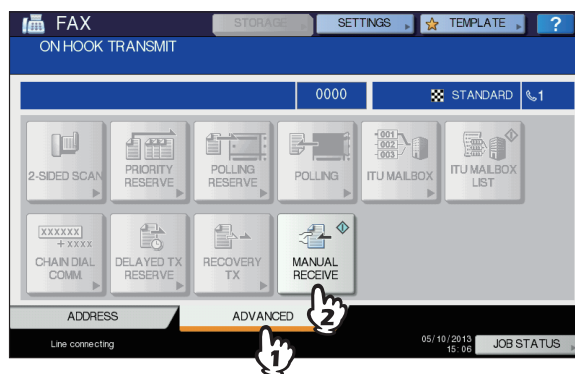 FAX
STORAGE
SETTINGS
TEMPLATE
?
ON HOOK TRANSMIT
0000
STANDARD
1
2-SIDED SCAN
PRIORITY
RESERVE
POLLING
RESERVE
POLLING
001
002
003
ITU MAILBOX
ITU MAILBOX
LIST
XXXXXX
+ XXXX
CHAIN DIAL
COMM.
DELAYED TX
RESERVE
RECOVERY
TX
MANUAL
RECEIVE
2
ADDRESS
ADVANCED
1
Line connecting
05/10/2013
15:06
JOB STATUS